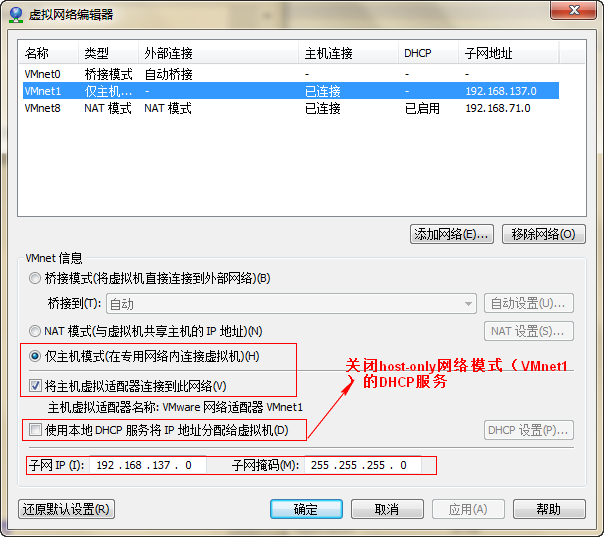 虚拟网络编辑器
名称 类型 外部连接 主机连接 DHCP 子网地址
VMnet0 桥接模式 自动桥接 - - -
VMnet1 仅主机... - 已连接 - 192.168.137.0
VMnet8 NAT 模式 NAT 模式 已连接 已启用 192.168.71.0
添加网络(E)... 移除网络(O)
VMnet 信息
桥接模式(将虚拟机直接连接到外部网络)(B)
桥接到(T): 自动 自动设置(U)...
NAT 模式(与虚拟机共享主机的 IP 地址)(N) NAT 设置(S)...
仅主机模式(在专用网络内连接虚拟机)(H)
关闭host-only网络模式（VMnet1
）的DHCP服务
将主机虚拟适配器连接到此网络(V)
主机虚拟适配器名称: VMware 网络适配器 VMnet1
使用本地 DHCP 服务将 IP 地址分配给虚拟机(D) DHCP 设置(P)...
子网 IP (I): 192 .168 .137 . 0 子网掩码(M): 255 .255 .255 . 0
还原默认设置(R) 确定 取消 应用(A) 帮助